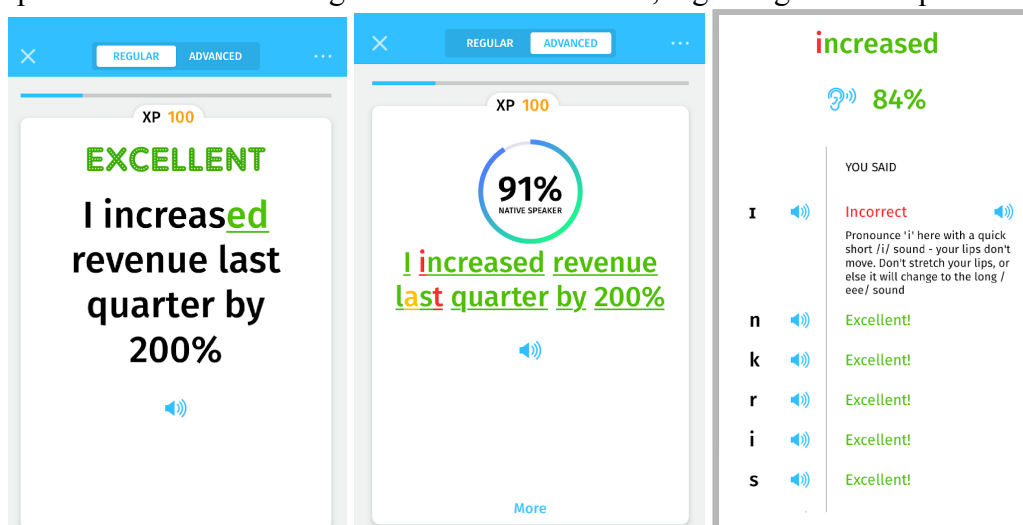 REGULAR ADVANCED
XP 100
EXCELLENT
I increased
revenue last
quarter by
200%
REGULAR ADVANCED
XP 100
91%
NATIVE SPEAKER
I increased revenue
last quarter by 200%
More
increased
84%
YOU SAID
ɪ Incorrect
Pronounce 'i' here with a quick
short /i/ sound - your lips don't
move. Don't stretch your lips, or
else it will change to the long /
eee/ sound
n Excellent!
k Excellent!
r Excellent!
i Excellent!
s Excellent!